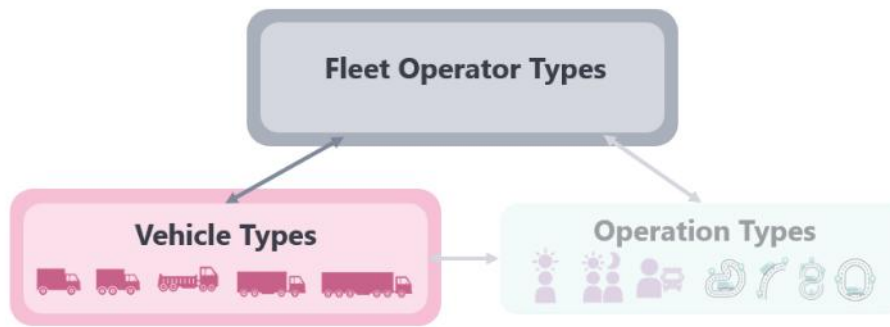 Fleet Operator Types
Vehicle Types
Operation Types